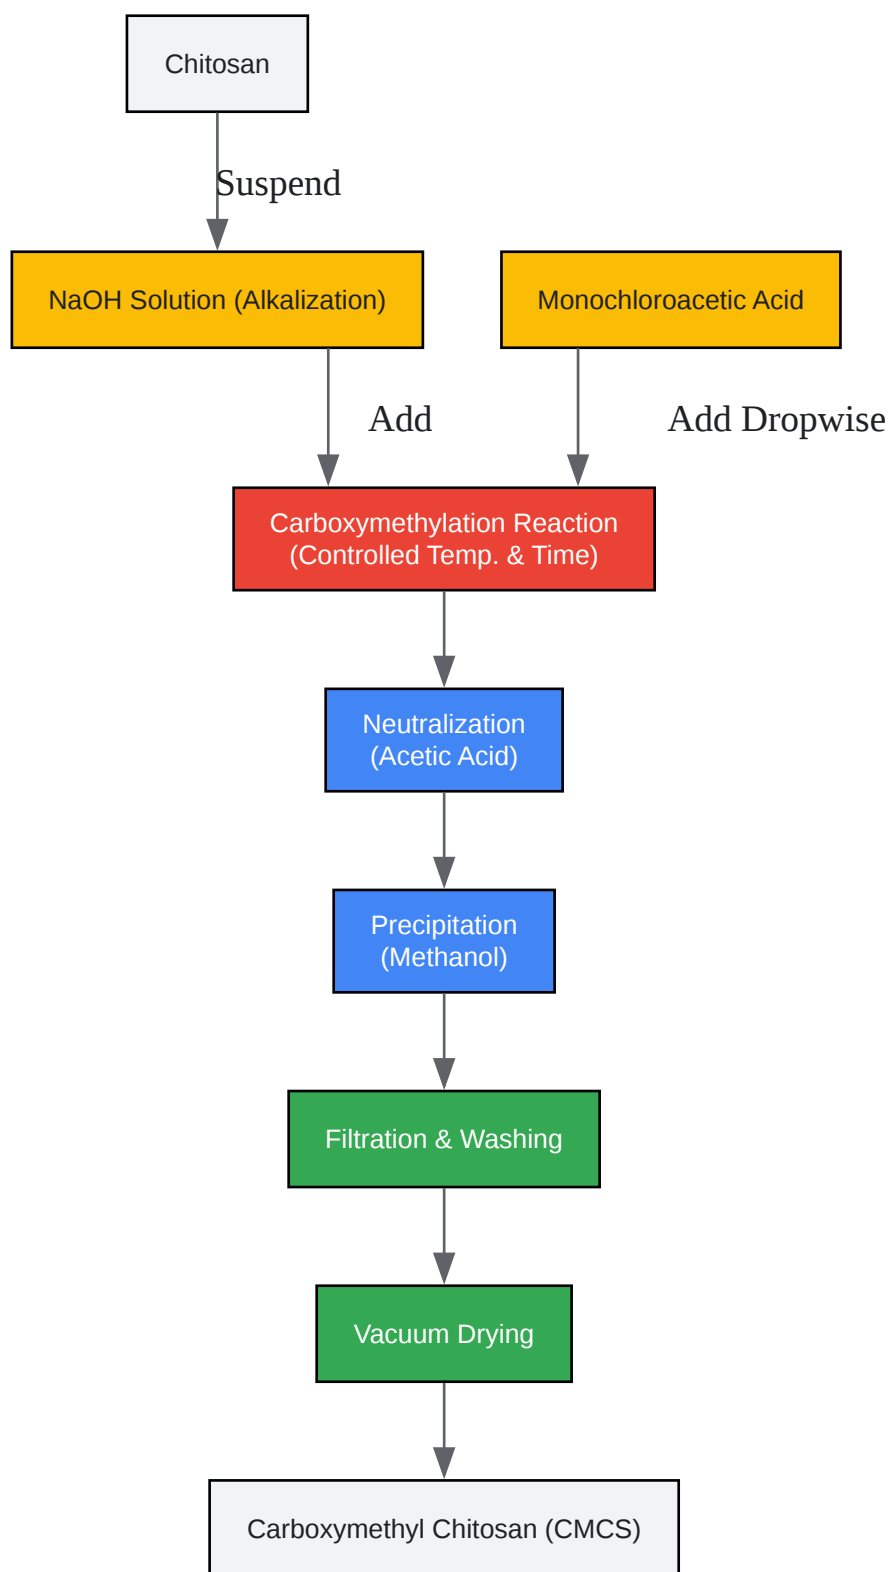 Chitosan
Suspend
NaOH Solution (Alkalization)
Monochloroacetic Acid
Add
Add Dropwise
Carboxymethylation Reaction
(Controlled Temp. & Time)
Neutralization
(Acetic Acid)
Precipitation
(Methanol)
Filtration & Washing
Vacuum Drying
Carboxymethyl Chitosan (CMCS)